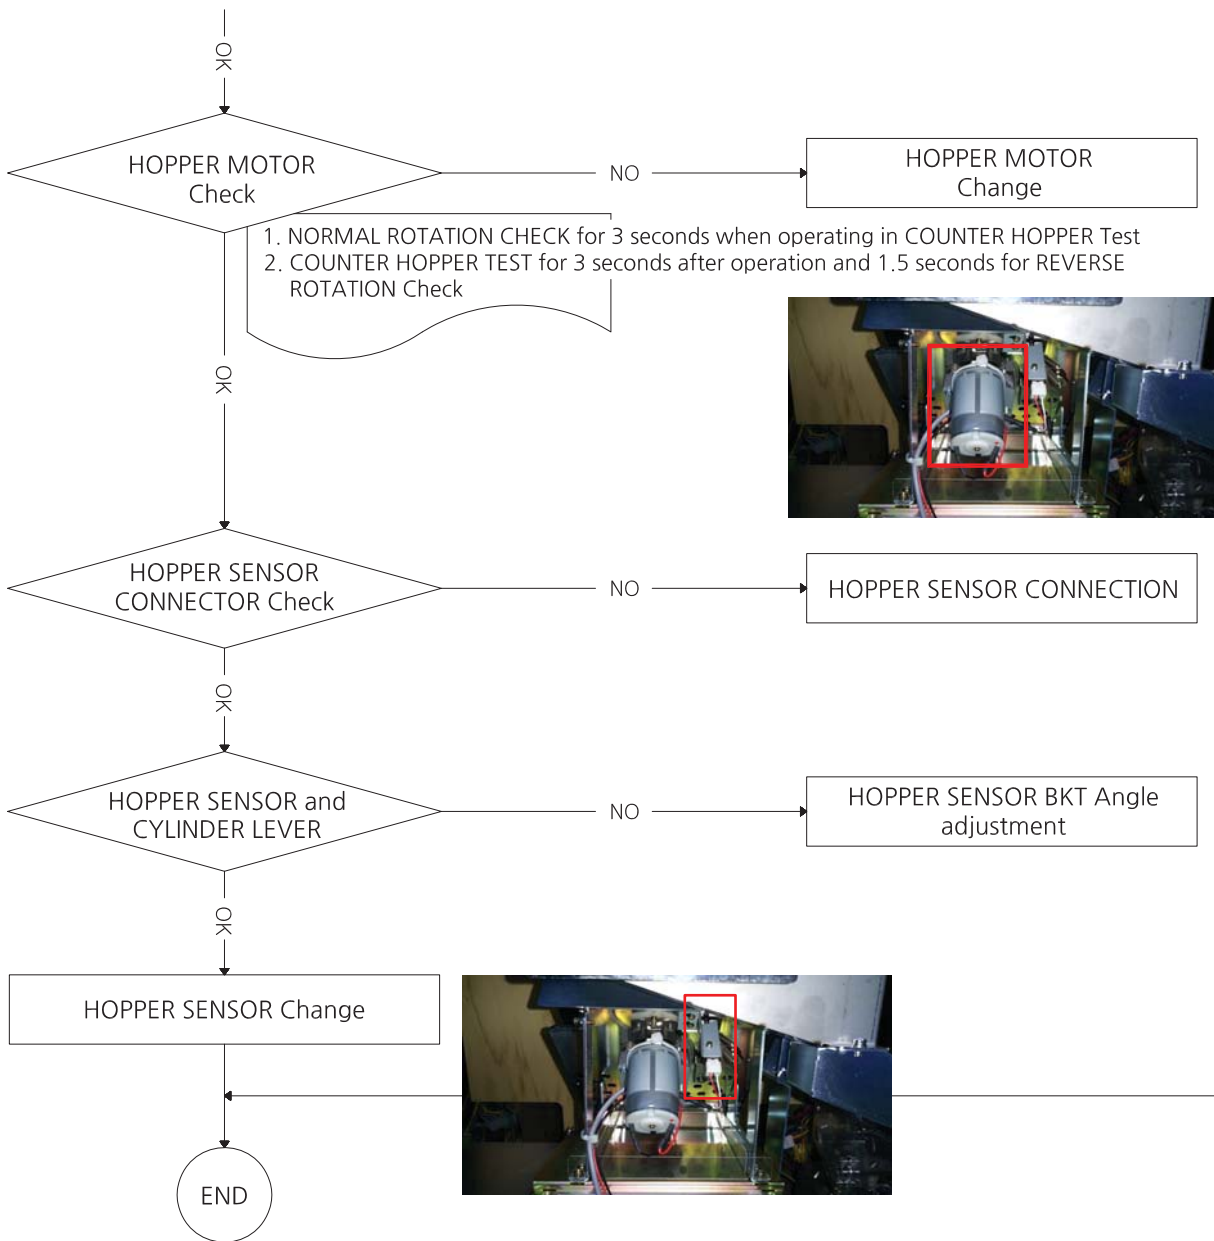 OK
HOPPER MOTOR
Check
NO
HOPPER MOTOR
Change
1. NORMAL ROTATION CHECK for 3 seconds when operating in COUNTER HOPPER Test
2. COUNTER HOPPER TEST for 3 seconds after operation and 1.5 seconds for REVERSE
ROTATION Check
OK
HOPPER SENSOR
CONNECTOR Check
NO
HOPPER SENSOR CONNECTION
OK
HOPPER SENSOR and
CYLINDER LEVER
NO
HOPPER SENSOR BKT Angle
adjustment
OK
HOPPER SENSOR Change
END